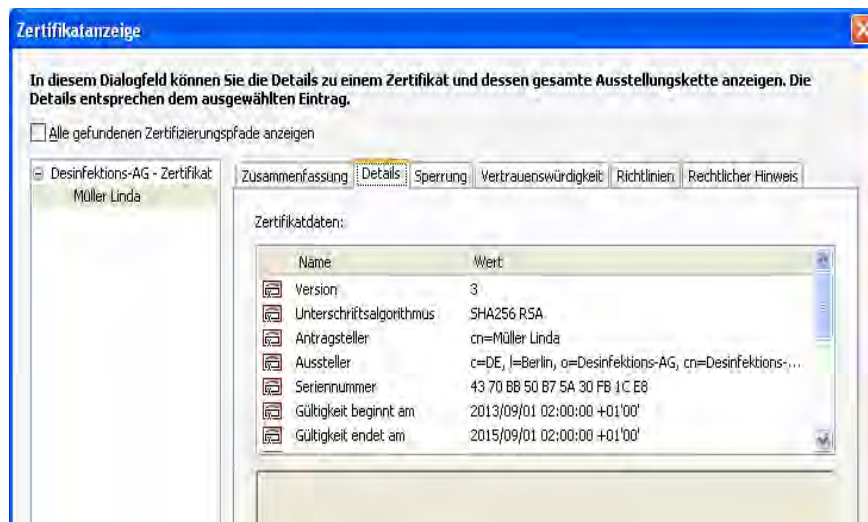 Zertifikatanzeige
In diesem Dialogfeld können Sie die Details zu einem Zertifikat und dessen gesamte Ausstellungskette anzeigen. Die
Details entsprechen dem ausgewählten Eintrag.
Alle gefundenen Zertifizierungspfade anzeigen
Desinfektions-AG - Zertifikat
Müller Linda
Zusammenfassung Details Sperrung Vertrauenswürdigkeit Richtlinien Rechtlicher Hinweis
Zertifikatdaten:
Name Wert
Version 3
Unterschriftsalgorithmus SHA256 RSA
Antragsteller cn=Müller Linda
Aussteller c=DE, l=Berlin, o=Desinfektions-AG, cn=Desinfektions-...
Seriennummer 43 70 BB 50 B7 5A 30 FB 1C E8
Gültigkeit beginnt am 2013/09/01 02:00:00 +01'00'
Gültigkeit endet am 2015/09/01 02:00:00 +01'00'